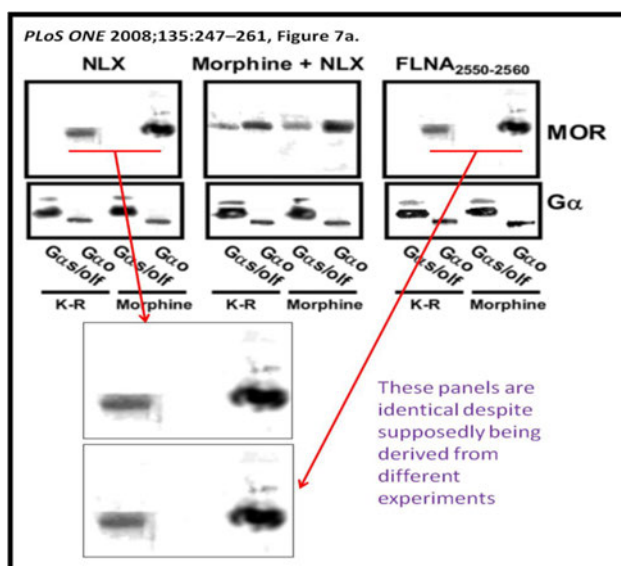 PLoS ONE 2008;135:247–261, Figure 7a.
NLX Morphine + NLX FLNA2550-2560
MOR
Gα
Gαs/olf Gαo Gαs/olf Gαo Gαs/olf Gαo Gαs/olf Gαo Gαs/olf Gαo Gαs/olf Gαo
K-R Morphine K-R Morphine K-R Morphine
These panels are
identical despite
supposedly being
derived from
different
experiments